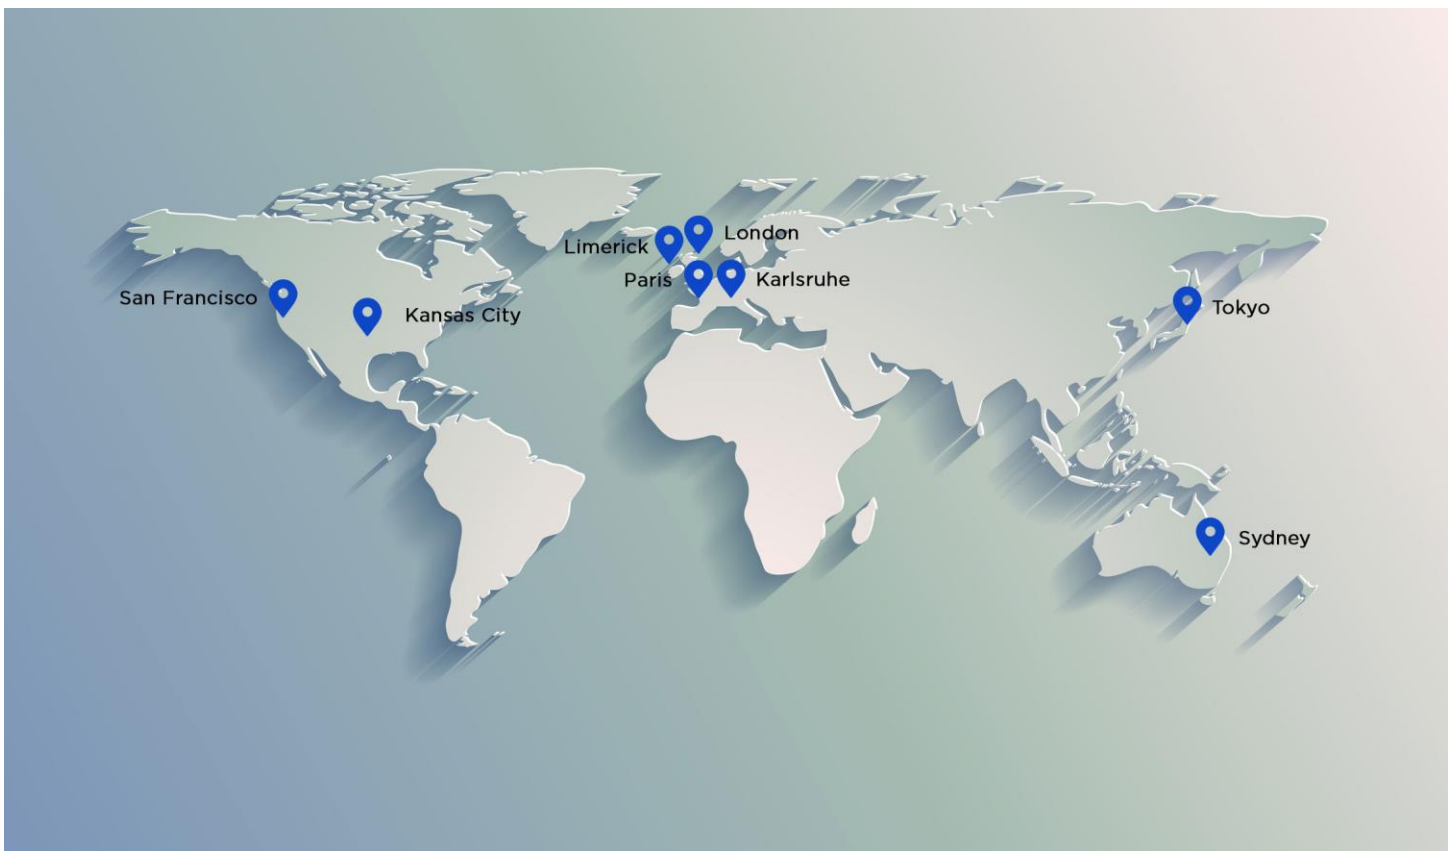 London
Limerick
Paris
Karlsruhe
San Francisco
Kansas City
Tokyo
Sydney